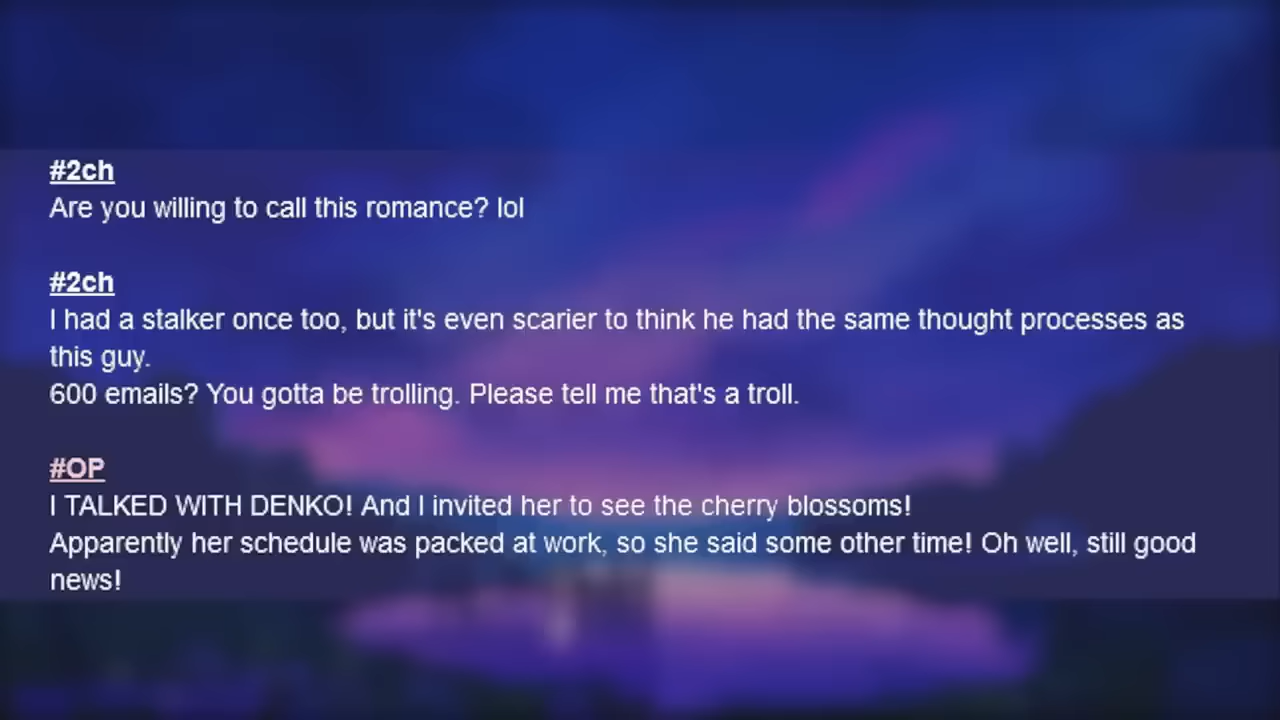 #2ch
Are you willing to call this romance? lol
#2ch
I had a stalker once too, but it's even scarier to think he had the same thought processes as
this guy.
600 emails? You gotta be trolling. Please tell me that's a troll.
#OP
I TALKED WITH DENKO! And I invited her to see the cherry blossoms!
Apparently her schedule was packed at work, so she said some other time! Oh well, still good
news!